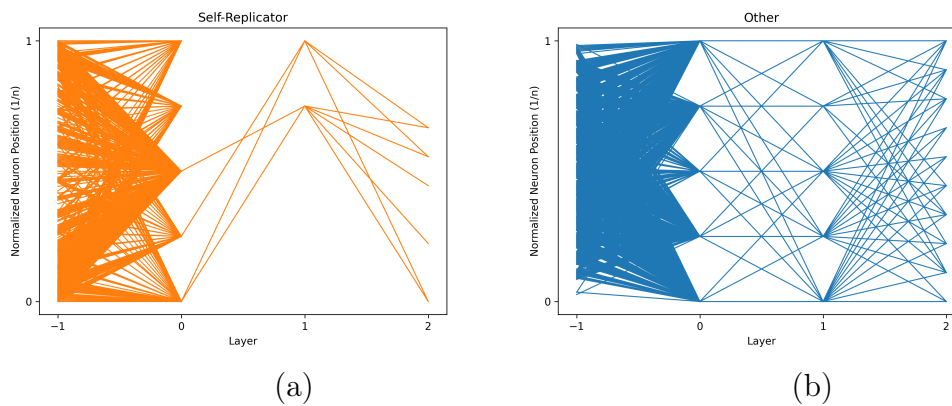 Self-Replicator
Normalized Neuron Position (1/n)
1
0
−1
0
1
2
Layer
(a)
Other
Normalized Neuron Position (1/n)
1
0
−1
0
1
2
Layer
(b)